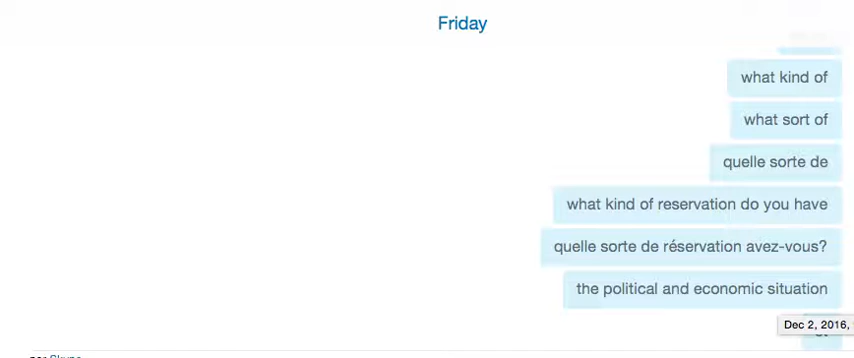 Friday
what kind of
what sort of
quelle sorte de
what kind of reservation do you have
quelle sorte de réservation avez-vous?
the political and economic situation
Dec 2, 2016,